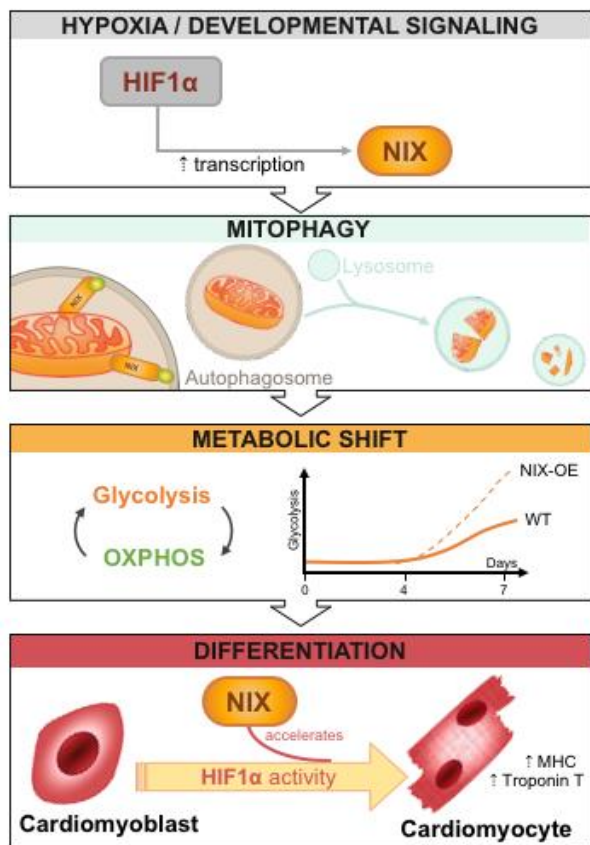 HYPOXIA / DEVELOPMENTAL SIGNALING
HIF1α
⇡ transcription
NIX
MITOPHAGY
NIX
NIX
Lysosome
Autophagosome
METABOLIC SHIFT
Glycolysis
OXPHOS
Glycolysis
NIX-OE
WT
Days
0
4
7
DIFFERENTIATION
NIX
accelerates
HIF1α activity
⇡ MHC
⇡ Troponin T
Cardiomyoblast
Cardiomyocyte